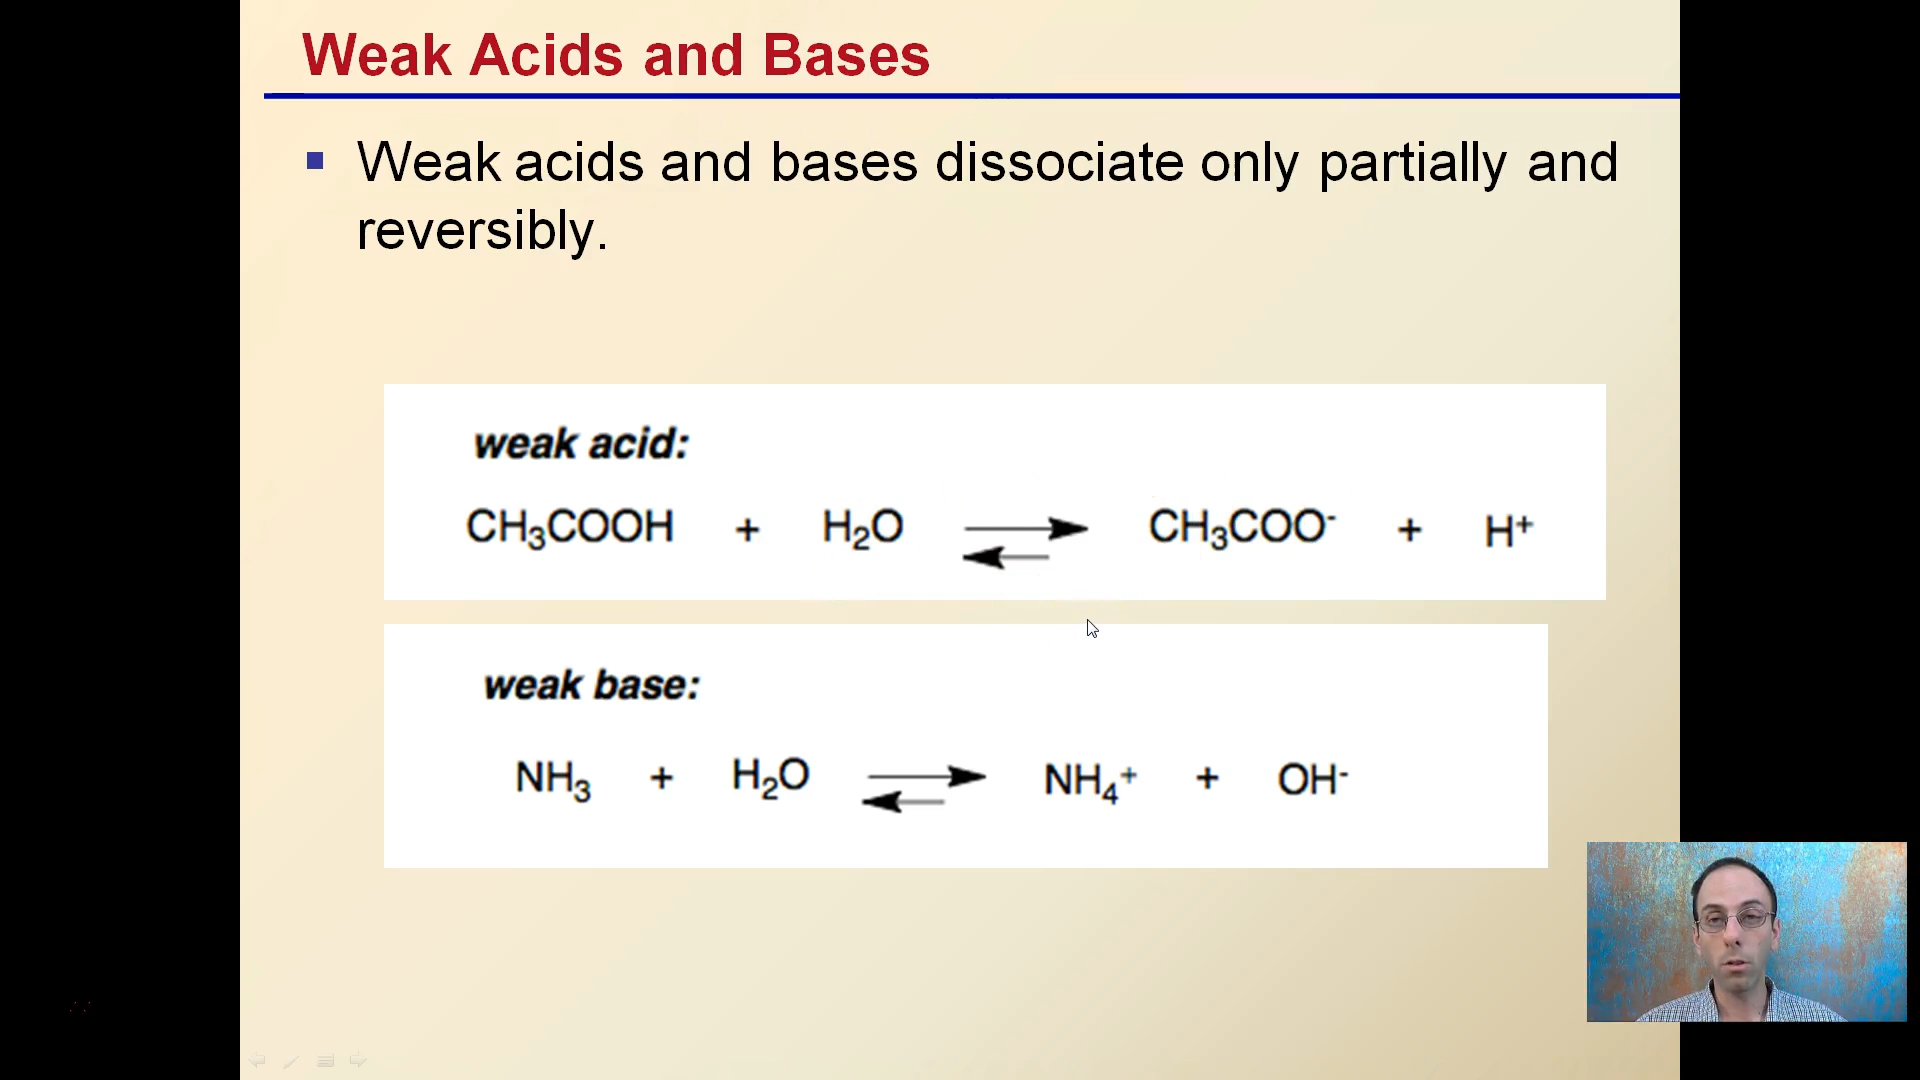 Weak Acids and Bases
▪ Weak acids and bases dissociate only partially and
reversibly.
weak acid:
CH₃COOH + H₂O ⇌ CH₃COO⁻ + H⁺
weak base:
NH₃ + H₂O ⇌ NH₄⁺ + OH⁻